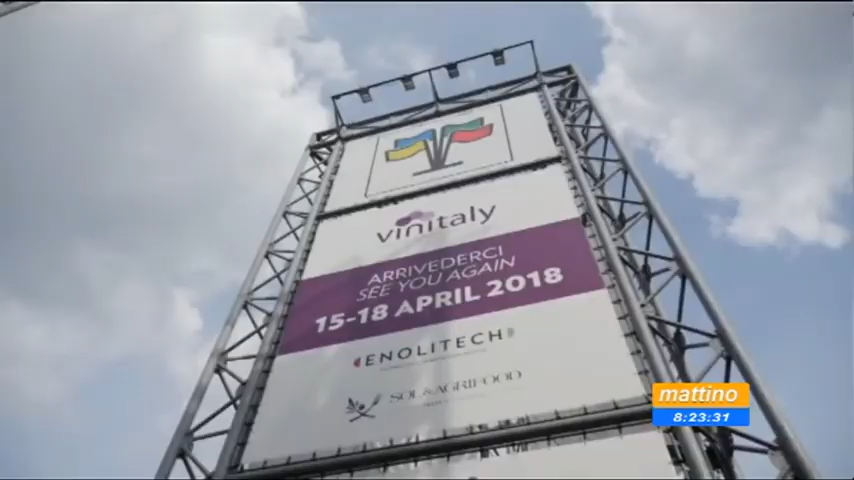 vinitaly
ARRIVEDERCI
SEE YOU AGAIN
15-18 APRIL 2018
ENOLITECH
SOL&AGRIFOOD
mattino
8:23:31